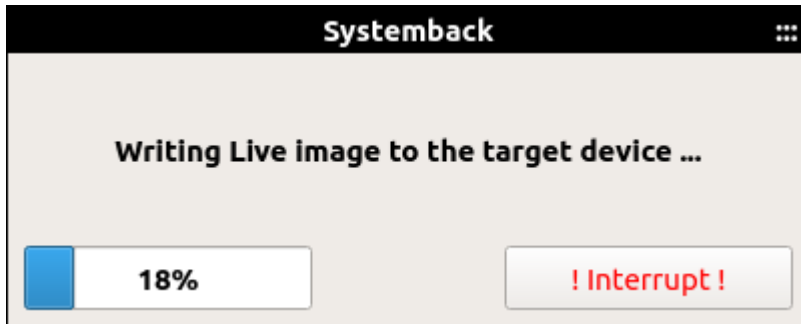 Systemback
Writing Live image to the target device ...
18%
! Interrupt !